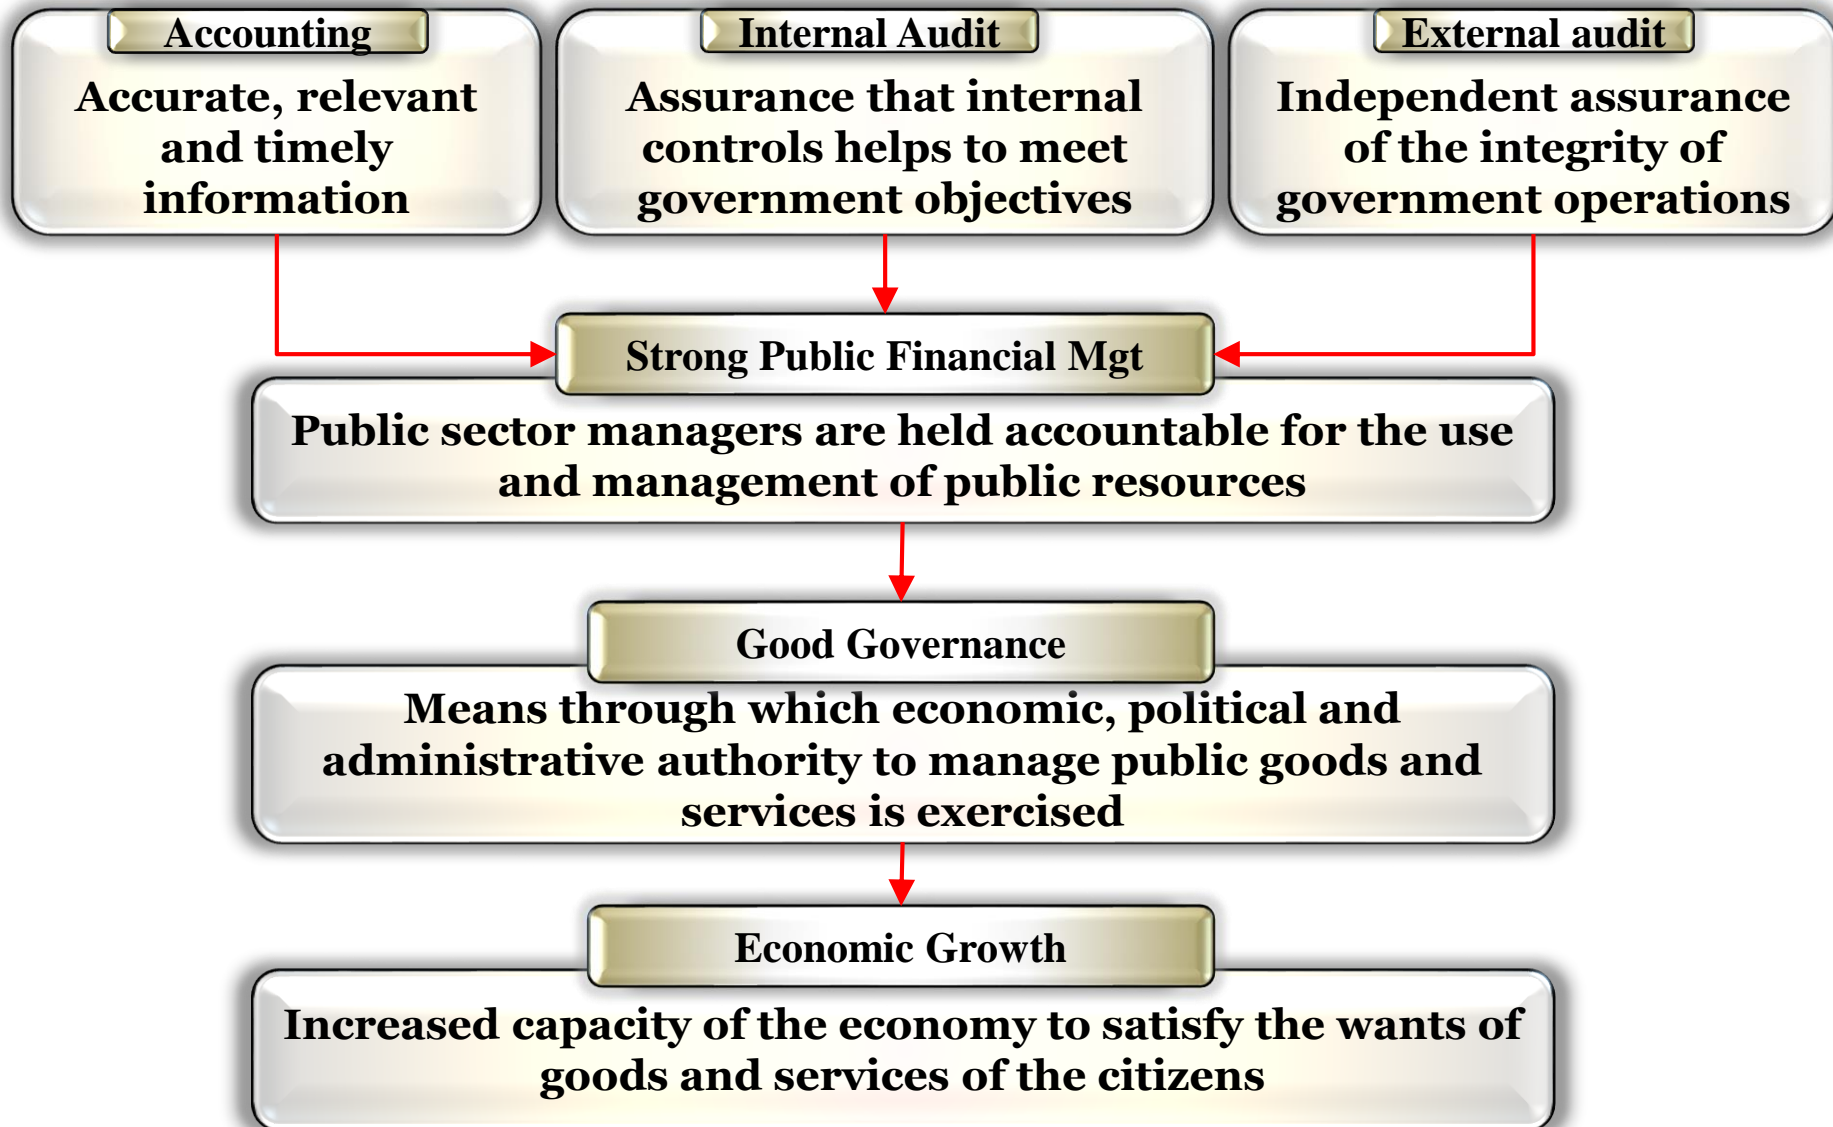 Accounting
Accurate, relevant
and timely
information
Internal Audit
Assurance that internal
controls helps to meet
government objectives
External audit
Independent assurance
of the integrity of
government operations
Strong Public Financial Mgt
Public sector managers are held accountable for the use
and management of public resources
Good Governance
Means through which economic, political and
administrative authority to manage public goods and
services is exercised
Economic Growth
Increased capacity of the economy to satisfy the wants of
goods and services of the citizens